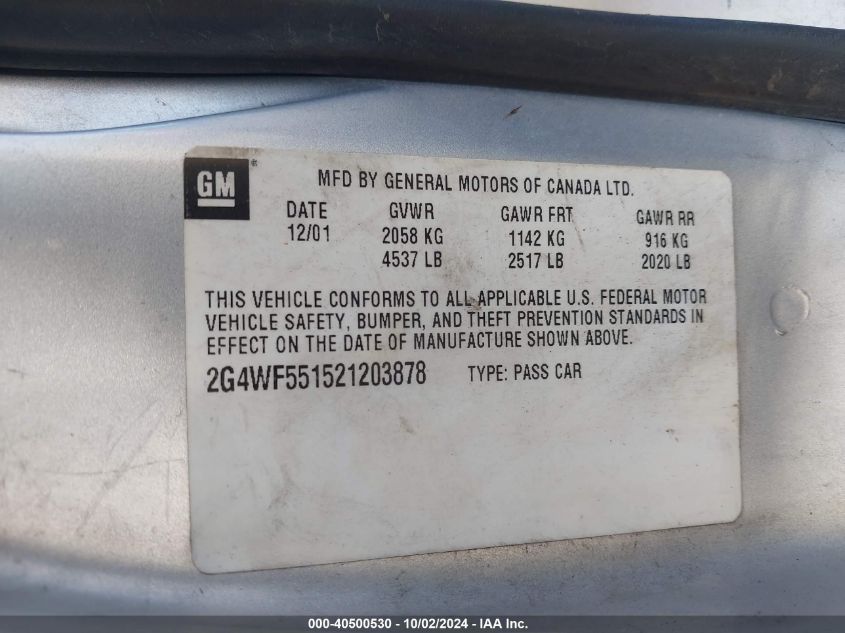 GM ®
MFD BY GENERAL MOTORS OF CANADA LTD.
DATE GVWR GAWR FRT GAWR RR
12/01 2058 KG 1142 KG 916 KG
4537 LB 2517 LB 2020 LB
THIS VEHICLE CONFORMS TO ALL APPLICABLE U.S. FEDERAL MOTOR
VEHICLE SAFETY, BUMPER, AND THEFT PREVENTION STANDARDS IN
EFFECT ON THE DATE OF MANUFACTURE SHOWN ABOVE.
2G4WF551521203878 TYPE: PASS CAR
000-40500530 - 10/02/2024 - IAA Inc.